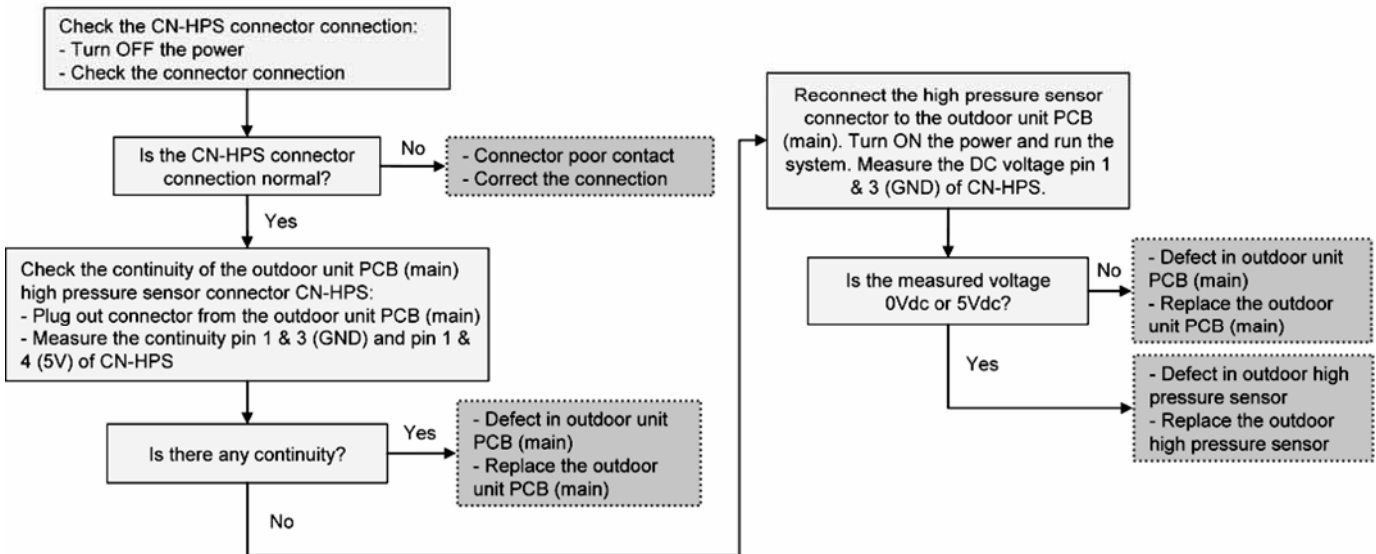 Check the CN-HPS connector connection:
- Turn OFF the power
- Check the connector connection
Is the CN-HPS connector
connection normal?
No
- Connector poor contact
- Correct the connection
Yes
Check the continuity of the outdoor unit PCB (main)
high pressure sensor connector CN-HPS:
- Plug out connector from the outdoor unit PCB (main)
- Measure the continuity pin 1 & 3 (GND) and pin 1 &
4 (5V) of CN-HPS
Is there any continuity?
Yes
- Defect in outdoor unit
PCB (main)
- Replace the outdoor
unit PCB (main)
No
Reconnect the high pressure sensor
connector to the outdoor unit PCB
(main). Turn ON the power and run the
system. Measure the DC voltage pin 1
& 3 (GND) of CN-HPS.
Is the measured voltage
0Vdc or 5Vdc?
No
- Defect in outdoor unit
PCB (main)
- Replace the outdoor
unit PCB (main)
Yes
- Defect in outdoor high
pressure sensor
- Replace the outdoor
high pressure sensor